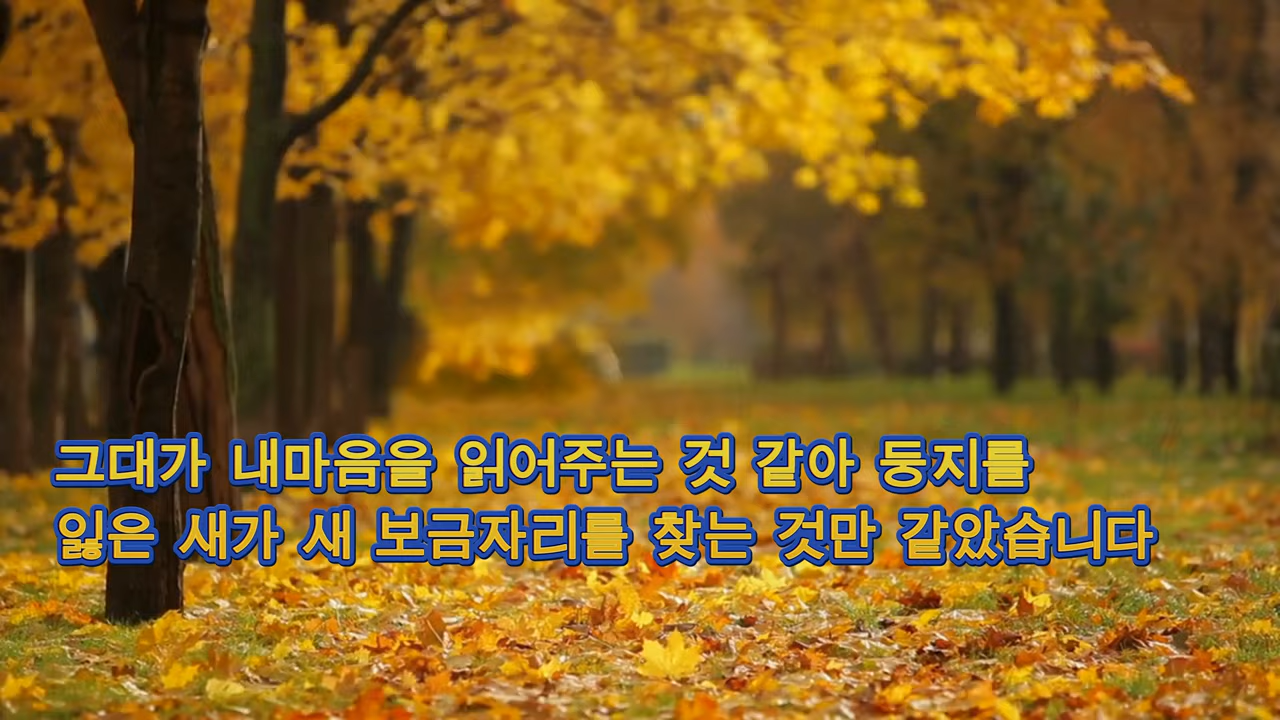 그대가 내마음을 읽어주는 것 같아 둥지를
잃은 새가 새 보금자리를 찾는 것만 같았습니다